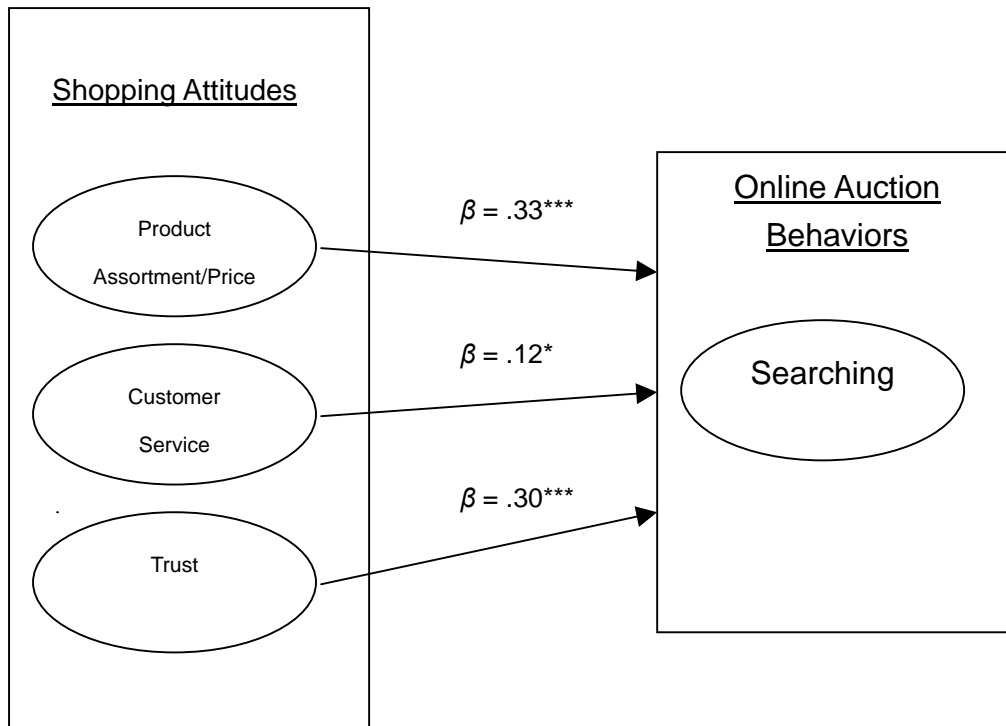 Shopping Attitudes
Product
Assortment/Price
Customer
Service
Trust
β = .33***
β = .12*
β = .30***
Online Auction
Behaviors
Searching